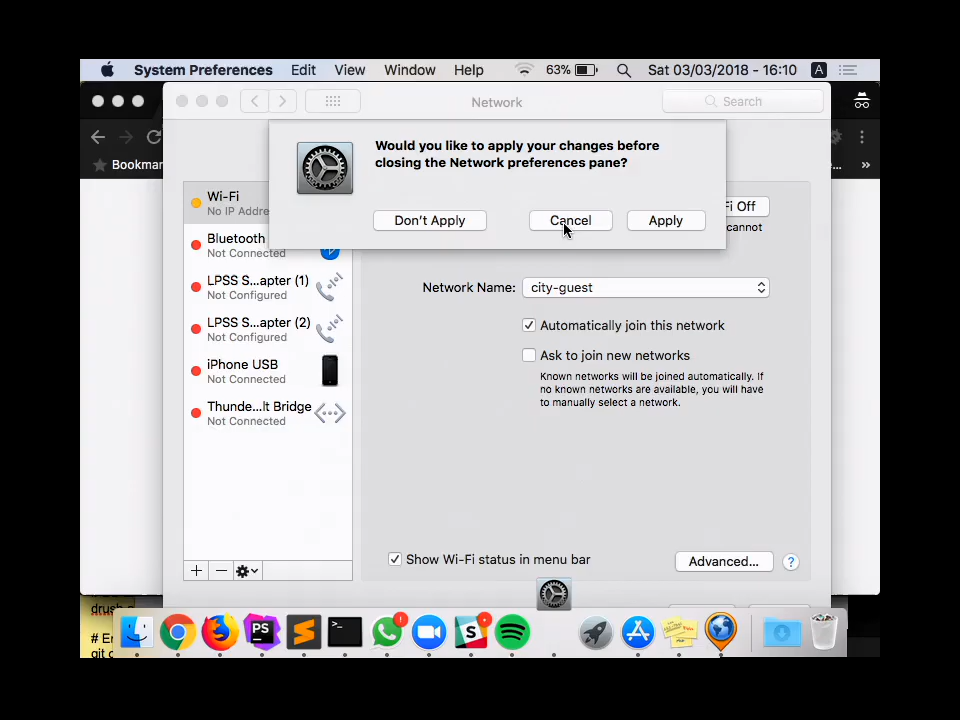 System Preferences Edit View Window Help 63% Sat 03/03/2018 - 16:10 A
Network
Search
Bookmar
...
»
Would you like to apply your changes before
closing the Network preferences pane?
Don't Apply Cancel Apply
Wi-Fi
No IP Addre
Fi Off
cannot
Bluetooth
Not Connected
LPSS S...apter (1)
Not Configured
LPSS S...apter (2)
Not Configured
iPhone USB
Not Connected
Thunde...lt Bridge
Not Connected
Network Name: city-guest
Automatically join this network
Ask to join new networks
Known networks will be joined automatically. If
no known networks are available, you will have
to manually select a network.
Show Wi-Fi status in menu bar
Advanced... ?
drush
# E
git
PS
>_
S